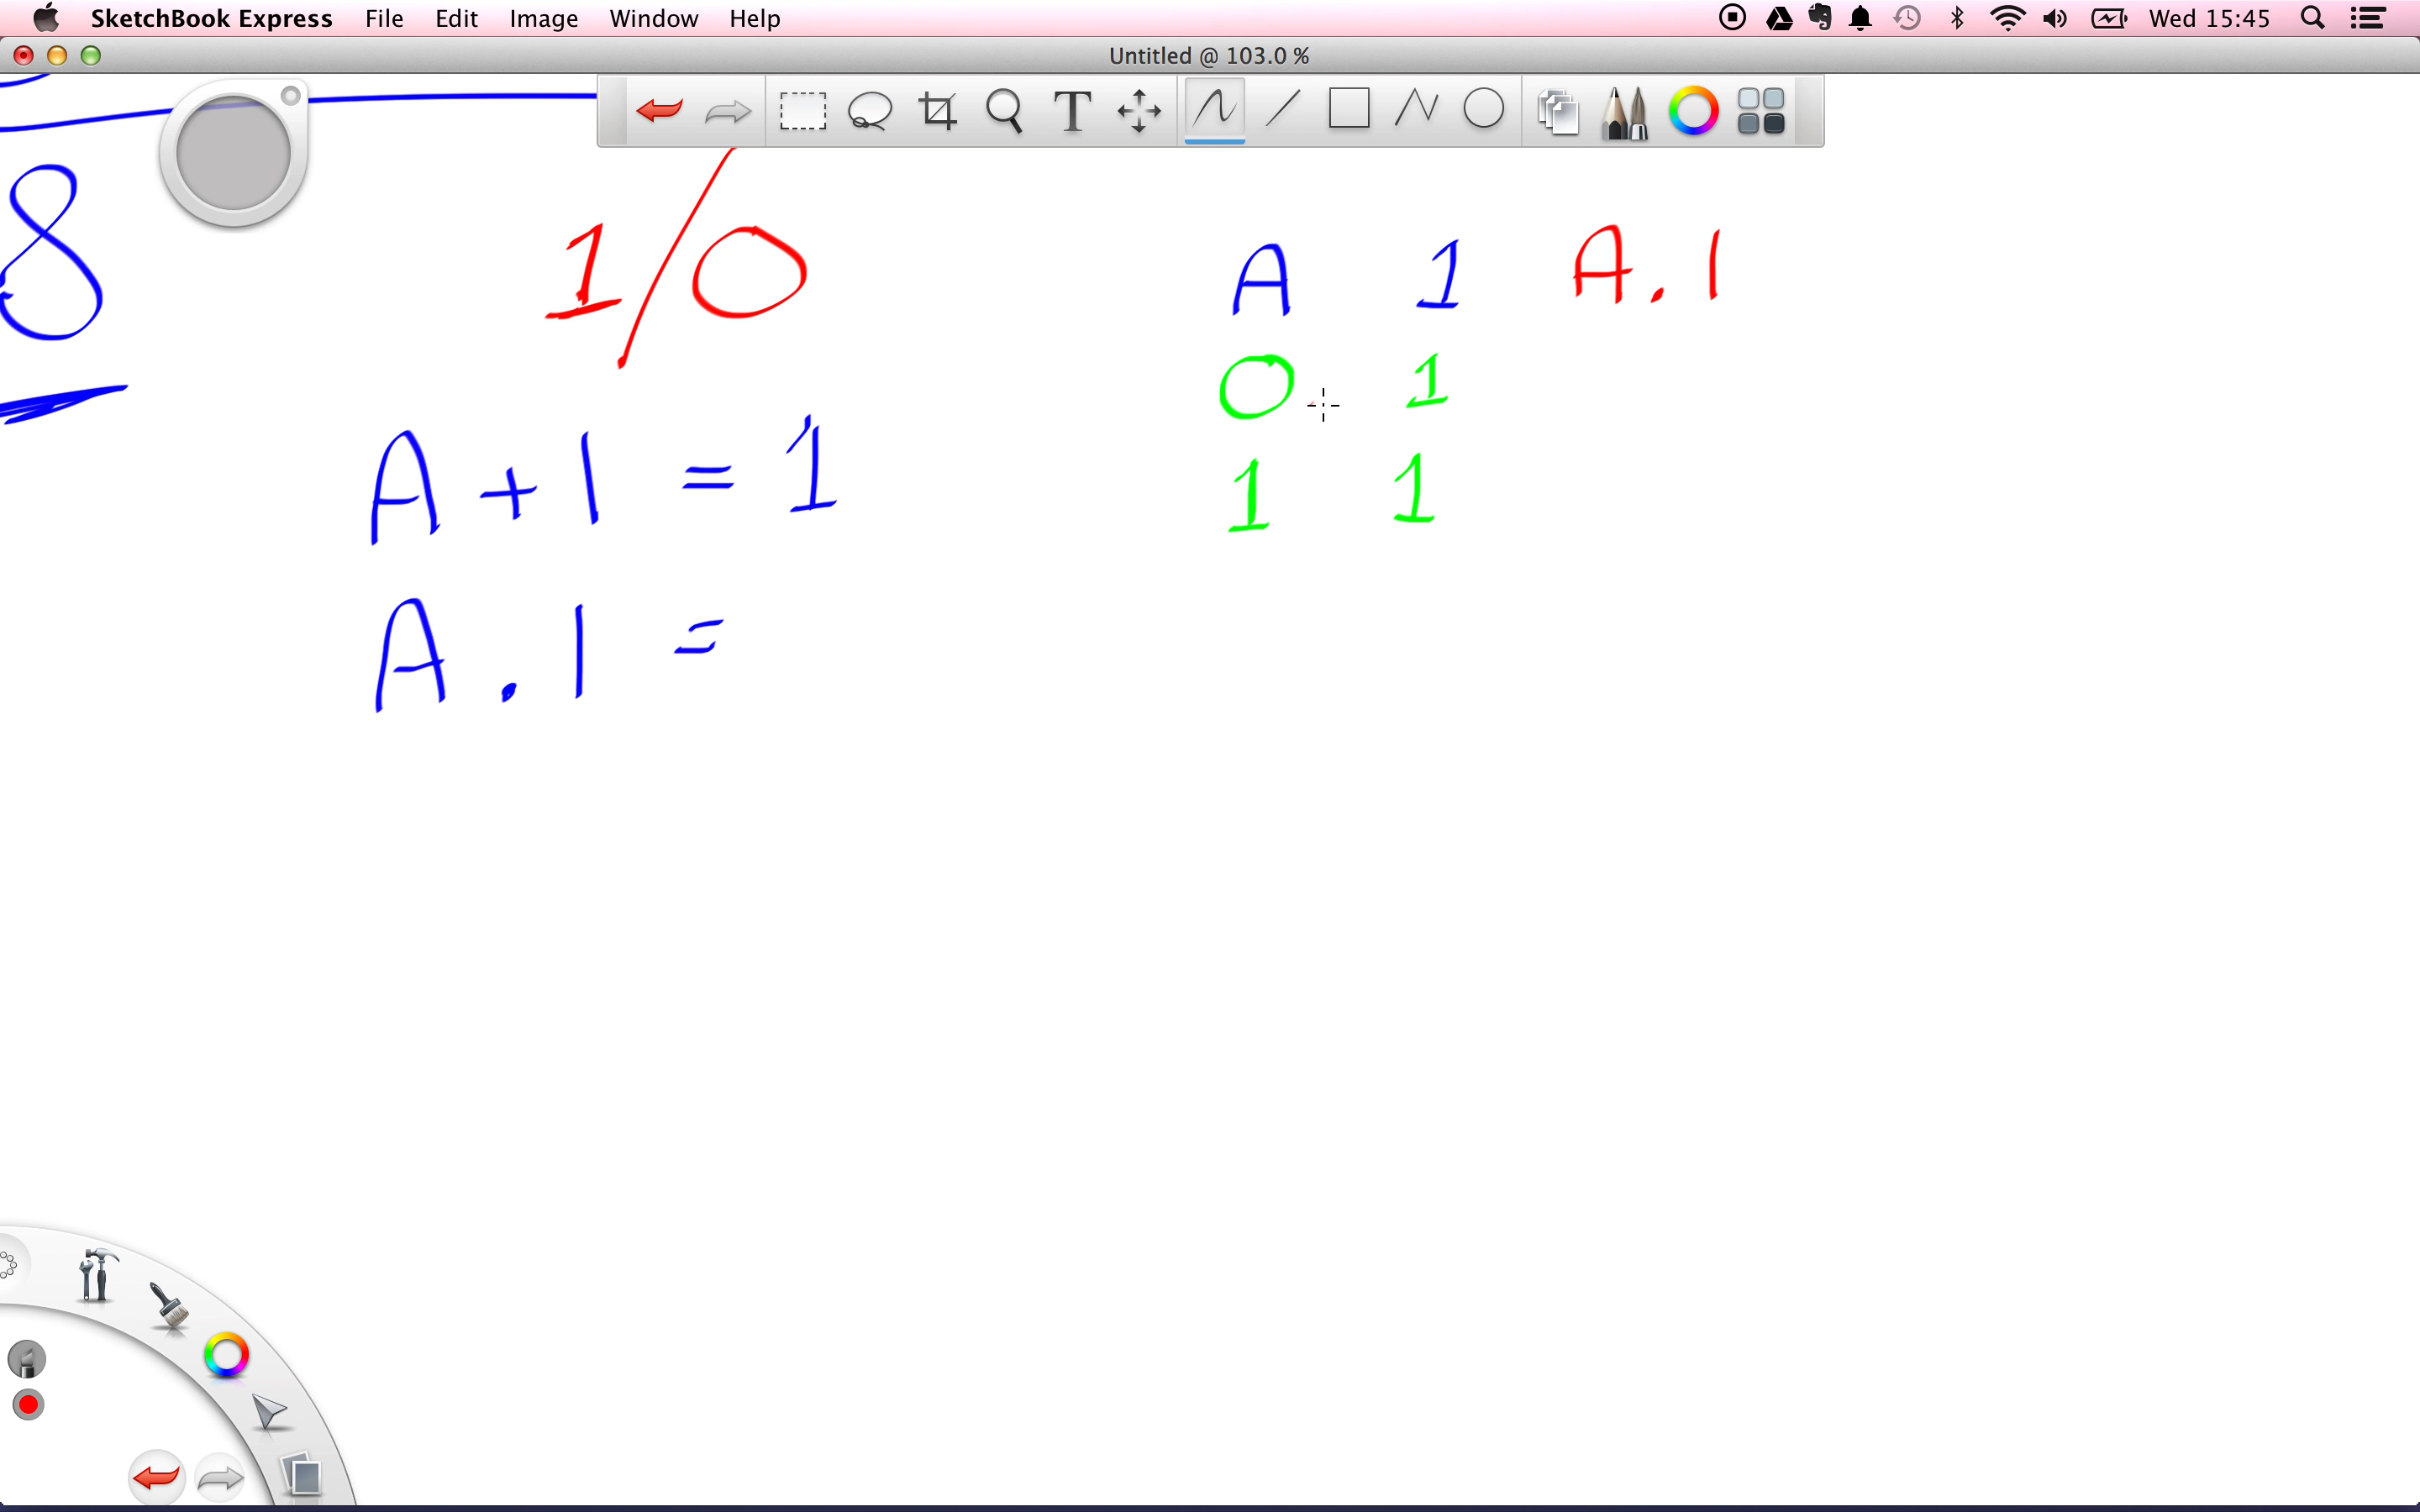 SketchBook Express File Edit Image Window Help Wed 15:45
Untitled @ 103.0 %
T
8
1/0
A 1 A.1
0 1
1 1
A + 1 = 1
A . 1 =